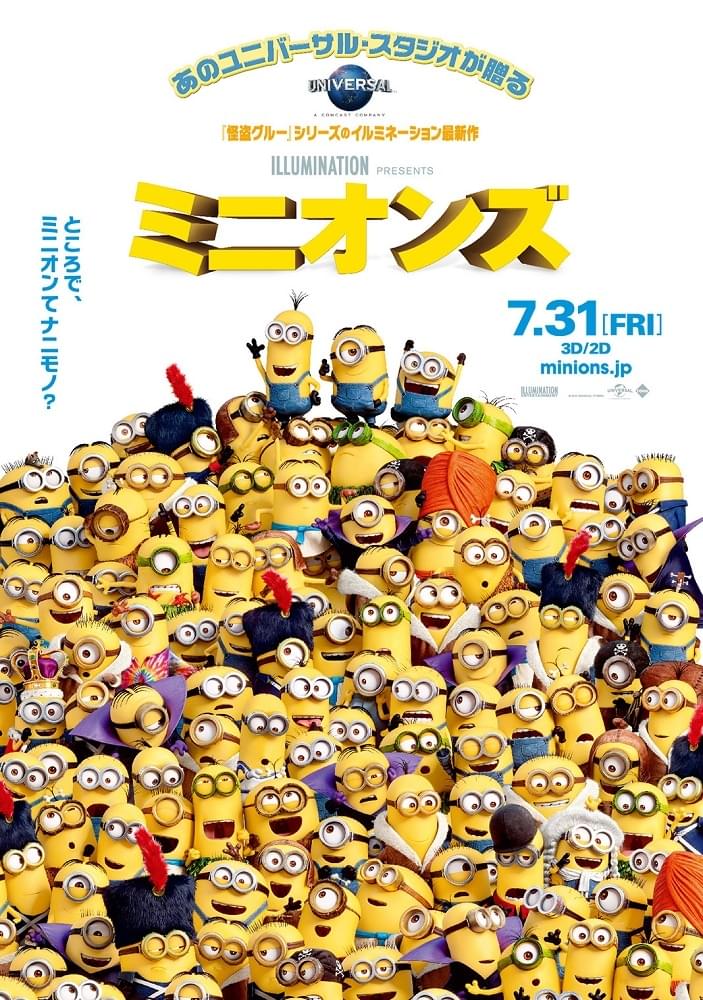 あのユニバーサル・スタジオが贈る
UNIVERSAL
A COMCAST COMPANY
『怪盗グルー』シリーズのイルミネーション最新作
ILLUMINATION PRESENTS
ミニオンズ
ところで、
ミニオンてナニモノ？
7.31[FRI]
3D/2D
minions.jp
ILLUMINATION
ENTERTAINMENT
UNIVERSAL